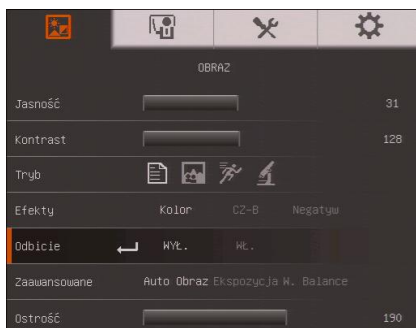 OBRAZ
Jasność 31
Kontrast 128
Tryb
Efekty Kolor CZ-B Negatyw
Odbicie WYŁ. WŁ.
Zaawansowane Auto Obraz Ekspozycja W. Balance
Ostrość 190